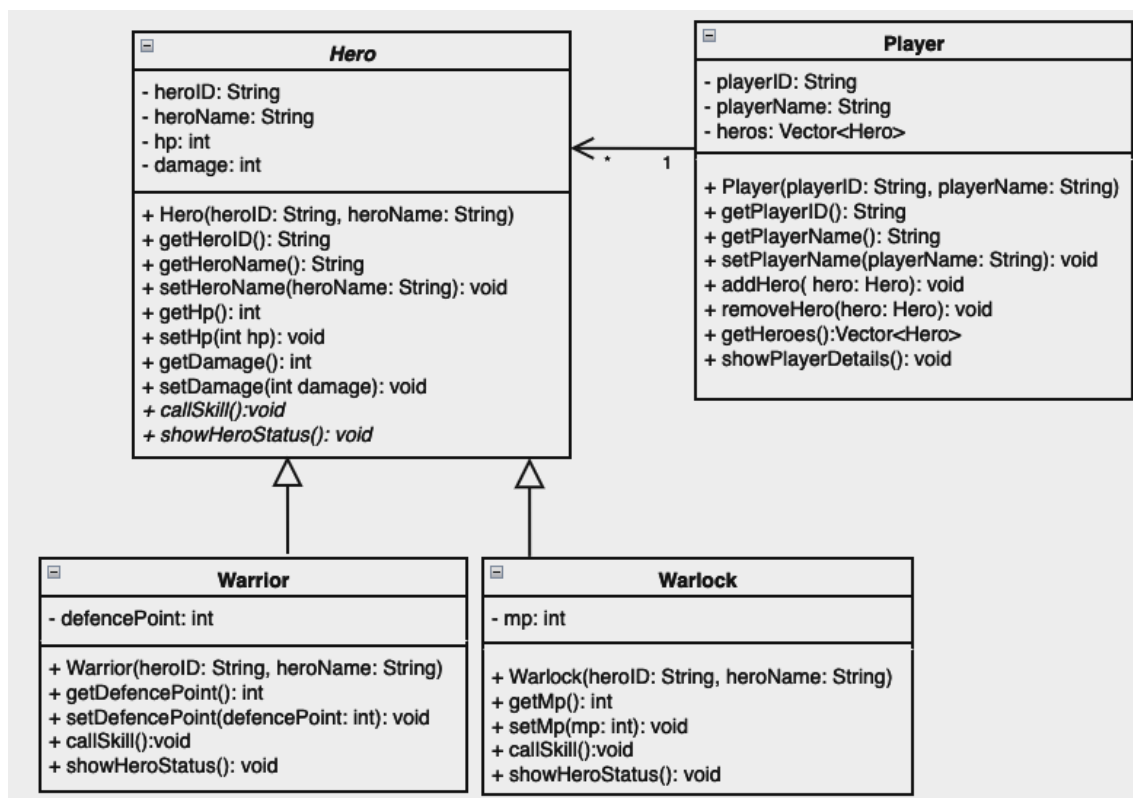 Hero
- heroID: String
- heroName: String
- hp: int
- damage: int
+ Hero(heroID: String, heroName: String)
+ getHeroID(): String
+ getHeroName(): String
+ setHeroName(heroName: String): void
+ getHp(): int
+ setHp(int hp): void
+ getDamage(): int
+ setDamage(int damage): void
+ callSkill():void
+ showHeroStatus(): void
* 1
Player
- playerID: String
- playerName: String
- heros: Vector<Hero>
+ Player(playerID: String, playerName: String)
+ getPlayerID(): String
+ getPlayerName(): String
+ setPlayerName(playerName: String): void
+ addHero( hero: Hero): void
+ removeHero(hero: Hero): void
+ getHeroes():Vector<Hero>
+ showPlayerDetails(): void
Warrior
- defencePoint: int
+ Warrior(heroID: String, heroName: String)
+ getDefencePoint(): int
+ setDefencePoint(defencePoint: int): void
+ callSkill():void
+ showHeroStatus(): void
Warlock
- mp: int
+ Warlock(heroID: String, heroName: String)
+ getMp(): int
+ setMp(mp: int): void
+ callSkill():void
+ showHeroStatus(): void